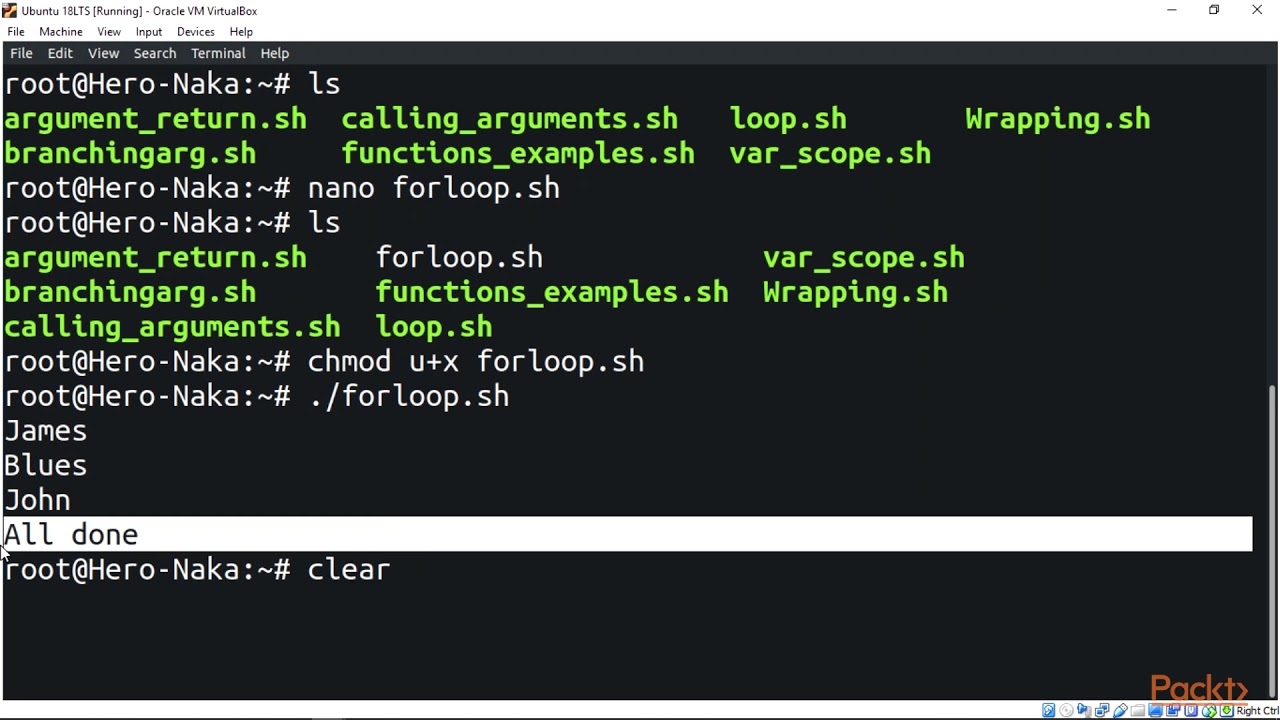 Ubuntu 18LTS [Running] - Oracle VM VirtualBox
File Machine View Input Devices Help
File Edit View Search Terminal Help
root@Hero-Naka:~# ls
argument_return.sh calling_arguments.sh loop.sh Wrapping.sh
branchingarg.sh functions_examples.sh var_scope.sh
root@Hero-Naka:~# nano forloop.sh
root@Hero-Naka:~# ls
argument_return.sh forloop.sh var_scope.sh
branchingarg.sh functions_examples.sh Wrapping.sh
calling_arguments.sh loop.sh
root@Hero-Naka:~# chmod u+x forloop.sh
root@Hero-Naka:~# ./forloop.sh
James
Blues
John
All done
root@Hero-Naka:~# clear
Packt>
Right Ctrl